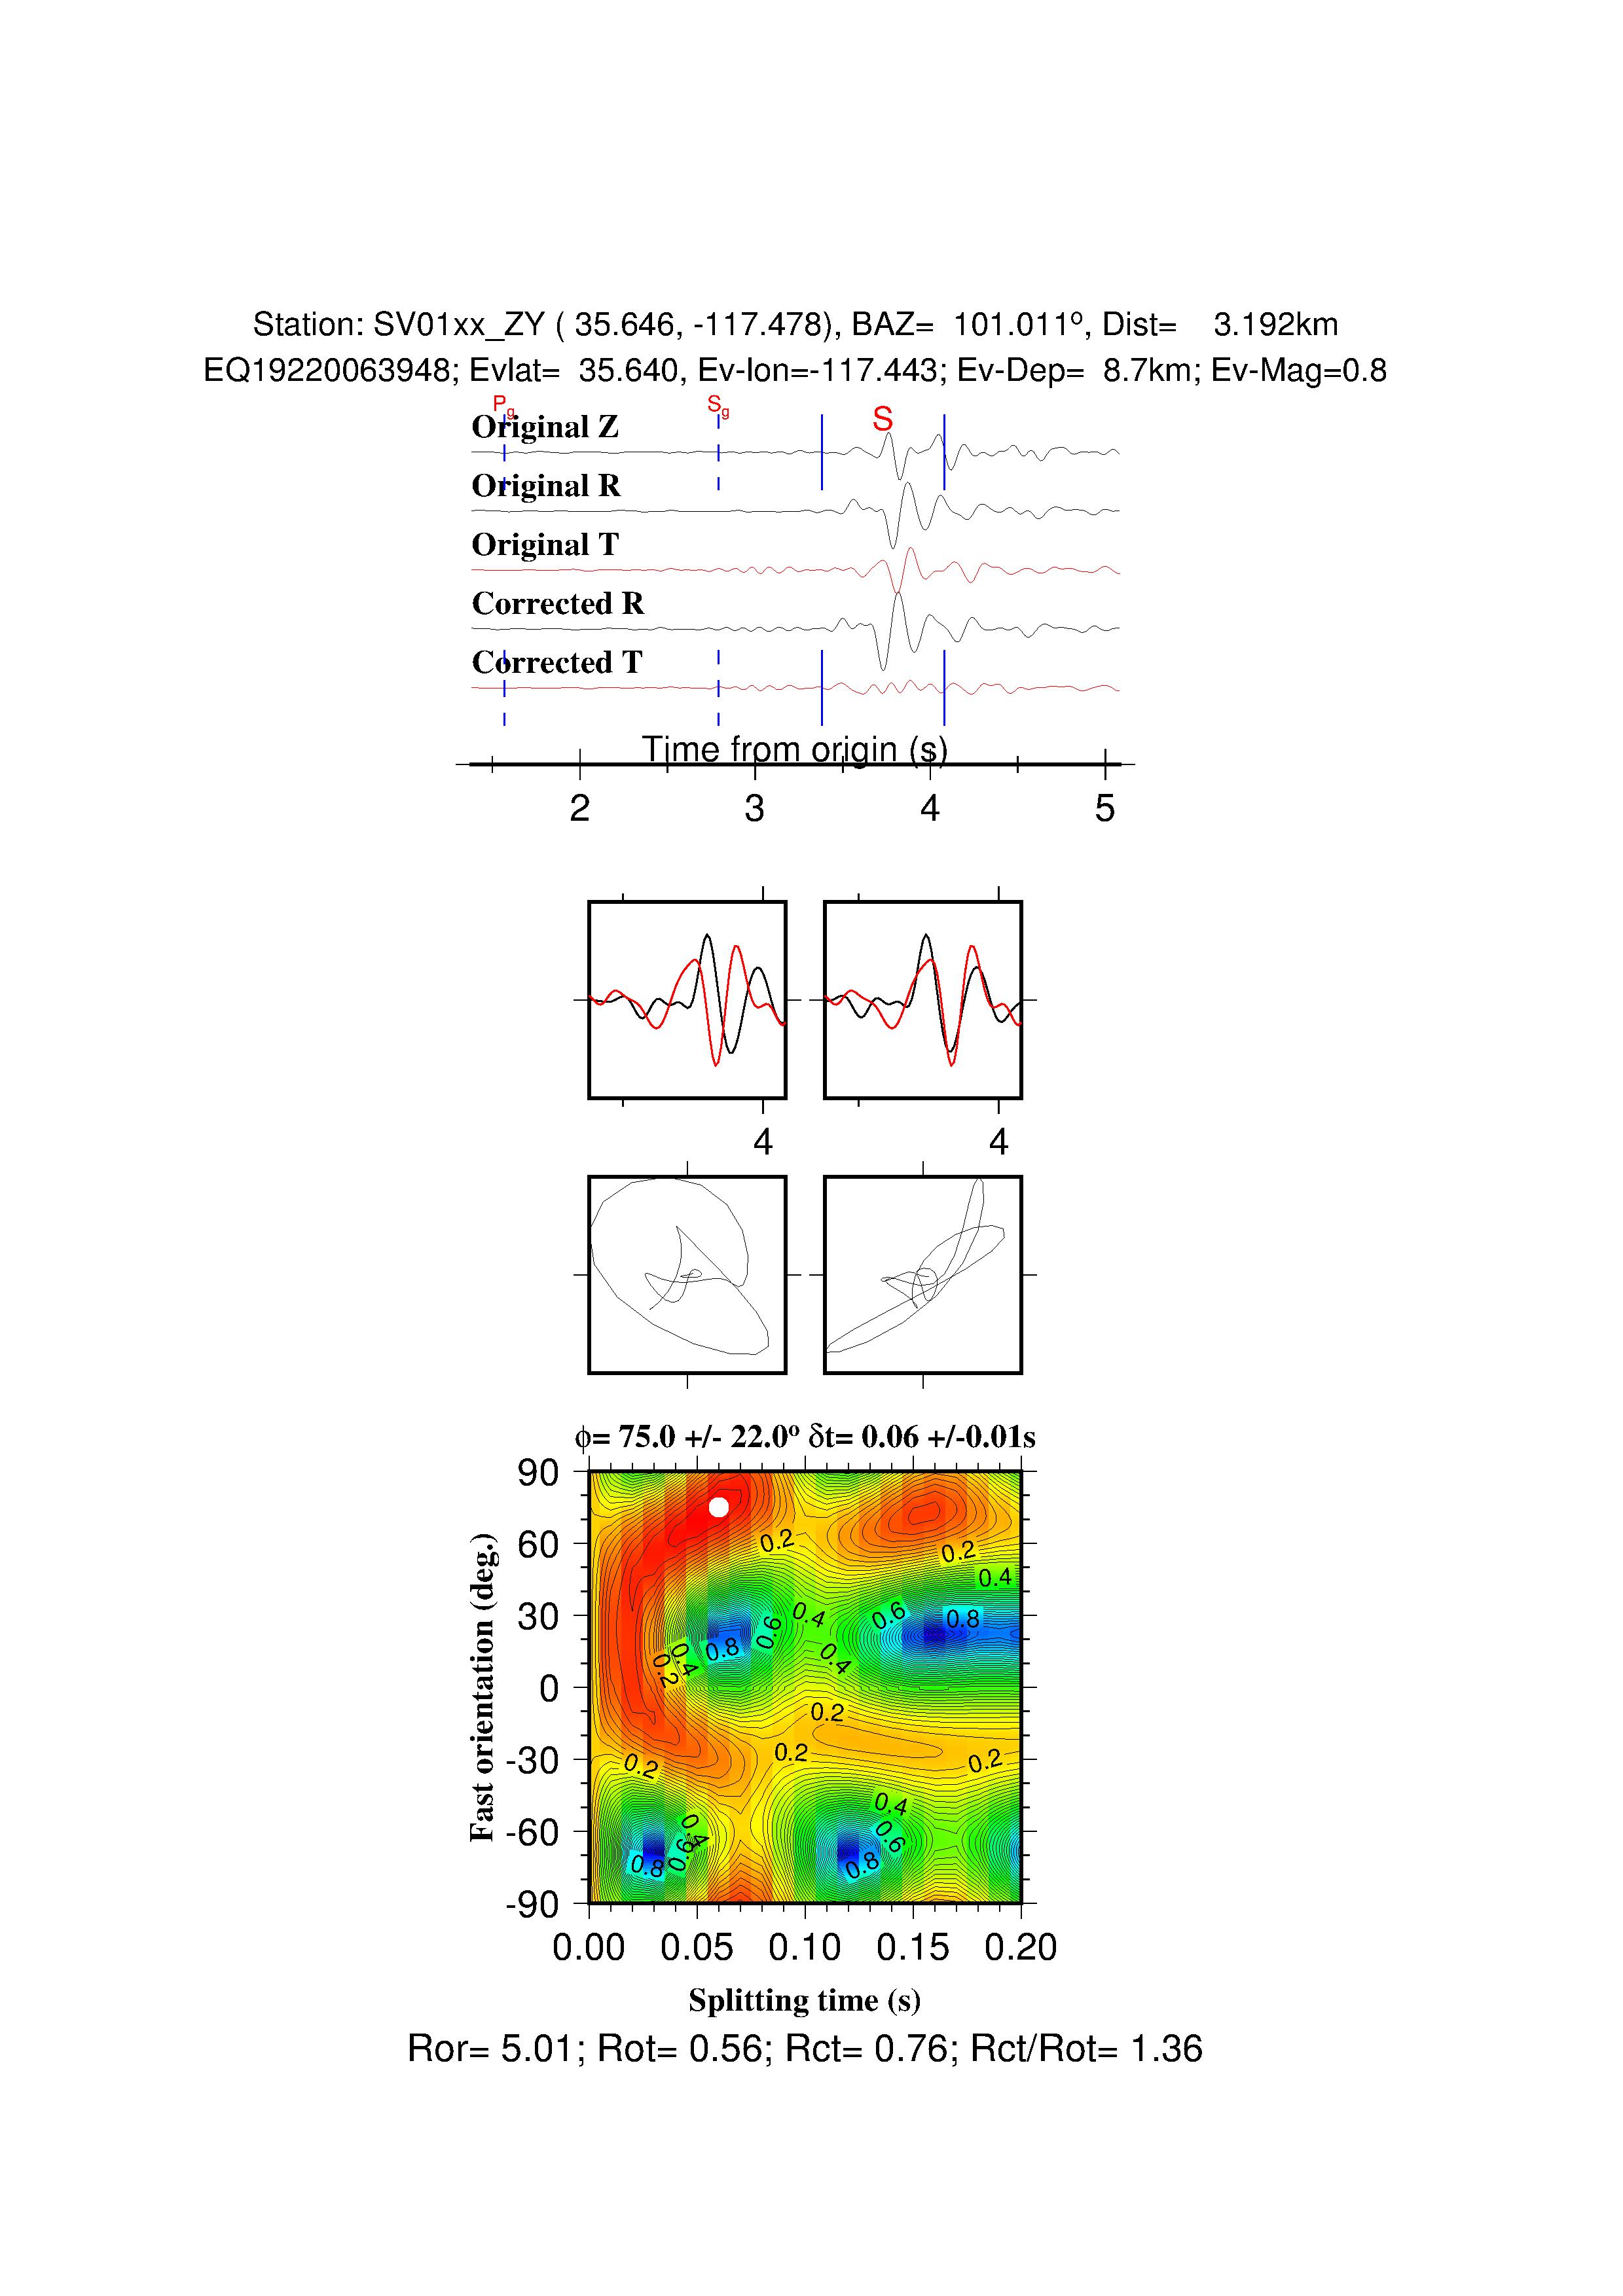 Station: SV01xx_ZY ( 35.646, -117.478), BAZ=  101.011º, Dist=    3.192km
EQ19220063948; Evlat=  35.640, Ev-lon=-117.443; Ev-Dep=  8.7km; Ev-Mag=0.8
Pg Sg S
Original Z
Original R
Original T
Corrected R
Corrected T
Time from origin (s)
2 3 4 5
4 4
ϕ= 75.0 +/- 22.0º δt= 0.06 +/-0.01s
Fast orientation (deg.)
90
60
30
0
-30
-60
-90
0.2
0.2
0.4
0.4
0.6
0.8
0.6
0.8
0.4
0.2
0.4
0.2
0.2
0.2
0.2
0.4
0.4
0.6
0.6
0.8
0.8
0.00 0.05 0.10 0.15 0.20
Splitting time (s)
Ror= 5.01; Rot= 0.56; Rct= 0.76; Rct/Rot= 1.36